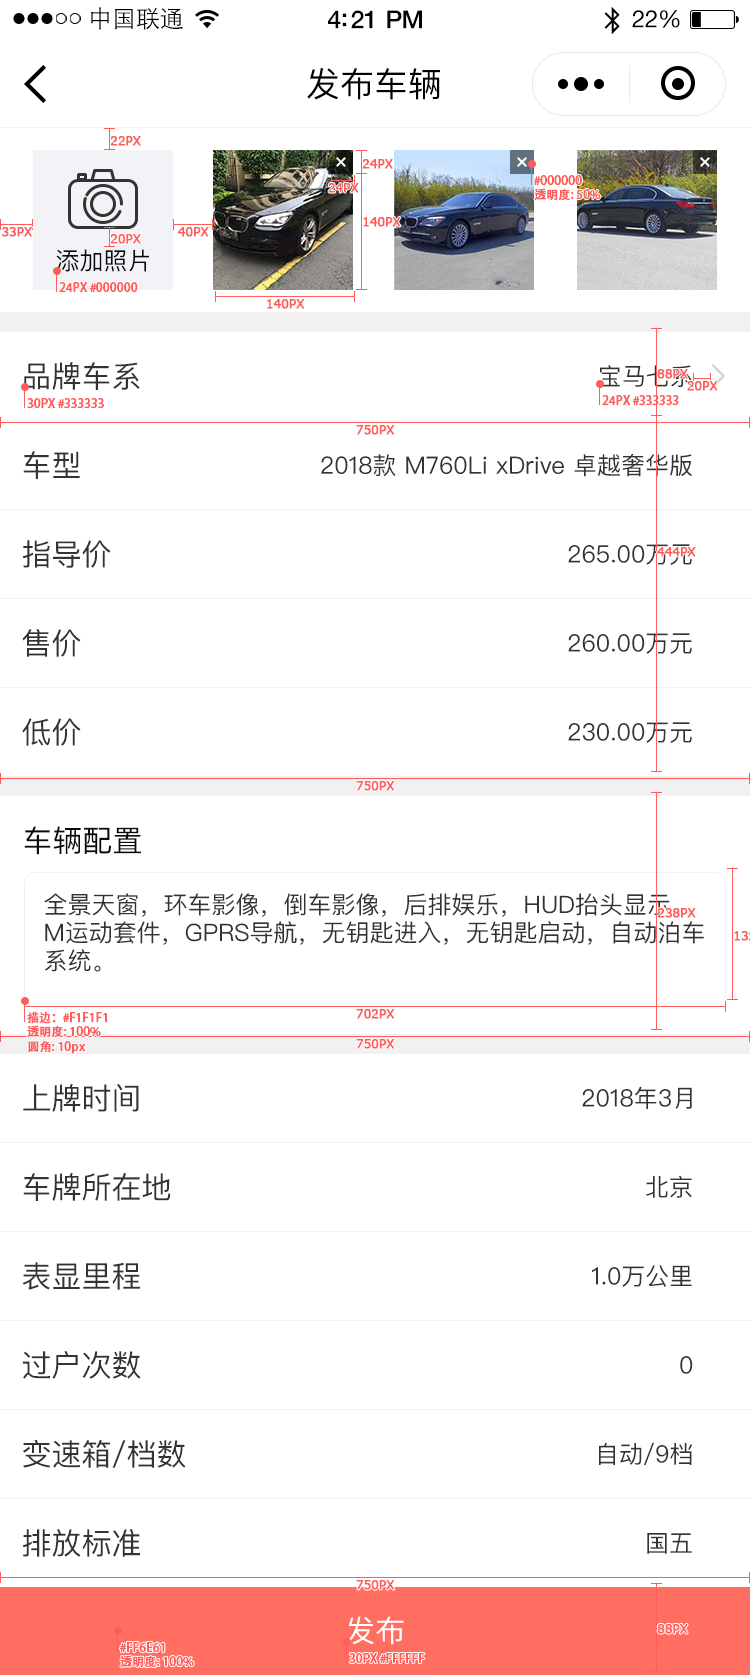 中国联通 4:21 PM 22%
发布车辆
22PX
24PX
24PX
#000000
透明度: 50%
140PX
33PX
20PX
40PX
添加照片
24PX #000000
140PX
品牌车系 宝马七系
88PX
20PX
30PX #333333
24PX #333333
750PX
车型 2018款 M760Li xDrive 卓越奢华版
指导价 265.00万元
444PX
售价 260.00万元
低价 230.00万元
750PX
车辆配置
全景天窗，环车影像，倒车影像，后排娱乐，HUD抬头显示
238PX
M运动套件，GPRS导航，无钥匙进入，无钥匙启动，自动泊车
系统。
702PX
描边：#F1F1F1
透明度: 100%
圆角: 10px
750PX
上牌时间 2018年3月
车牌所在地 北京
表显里程 1.0万公里
过户次数 0
变速箱/档数 自动/9档
排放标准 国五
750PX
发布
88PX
#FF6E61
透明度: 100%
30PX #FFFFFF